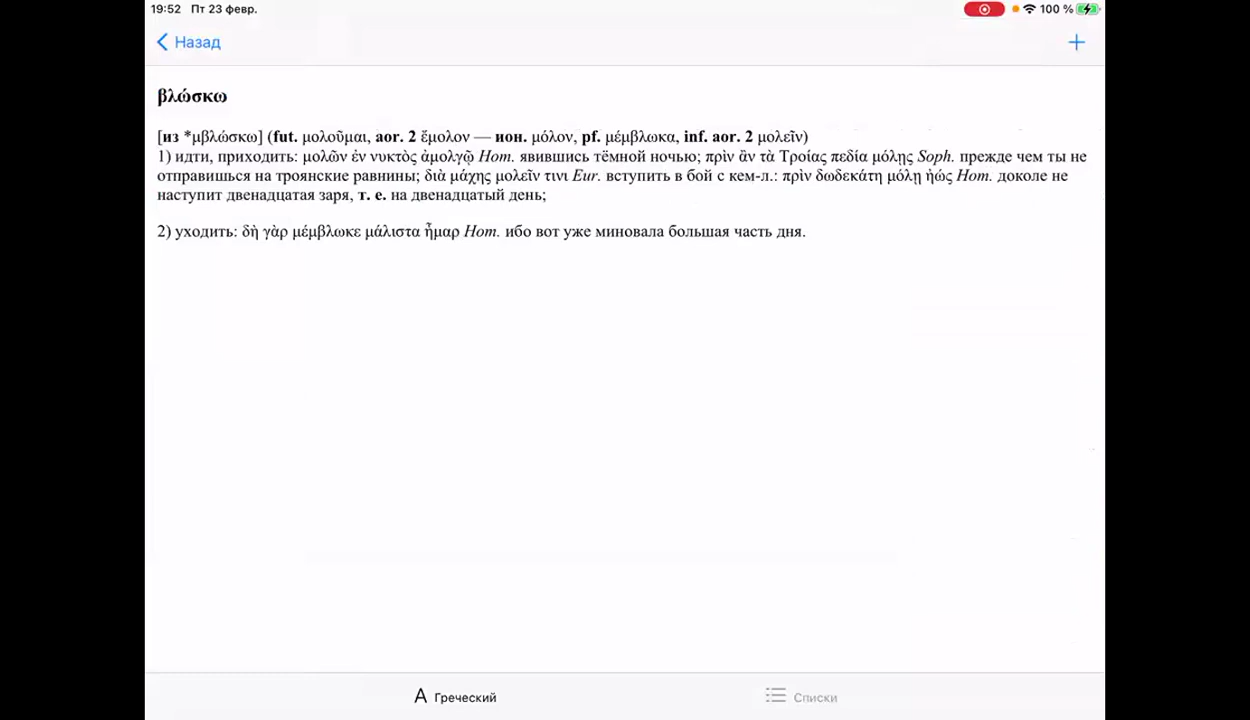 19:52 Пт 23 февр. 100 %
Назад
βλώσκω
[из *μβλώσκω] (fut. μολοῦμαι, aor. 2 ἔμολον — ион. μόλον, pf. μέμβλωκα, inf. aor. 2 μολεῖν)
1) идти, приходить: μολῶν ἐν νυκτὸς ἀμολγῷ Hom. явившись тёмной ночью; πρὶν ἂν τὰ Τροίας πεδία μόλῃς Soph. прежде чем ты не
отправишься на троянские равнины; διὰ μάχης μολεῖν τινι Eur. вступить в бой с кем-л.: πρὶν δωδεκάτη μόλῃ ἠώς Hom. доколе не
наступит двенадцатая заря, т. е. на двенадцатый день;
2) уходить: δὴ γὰρ μέμβλωκε μάλιστα ἦμαρ Hom. ибо вот уже миновала большая часть дня.
A Греческий Списки